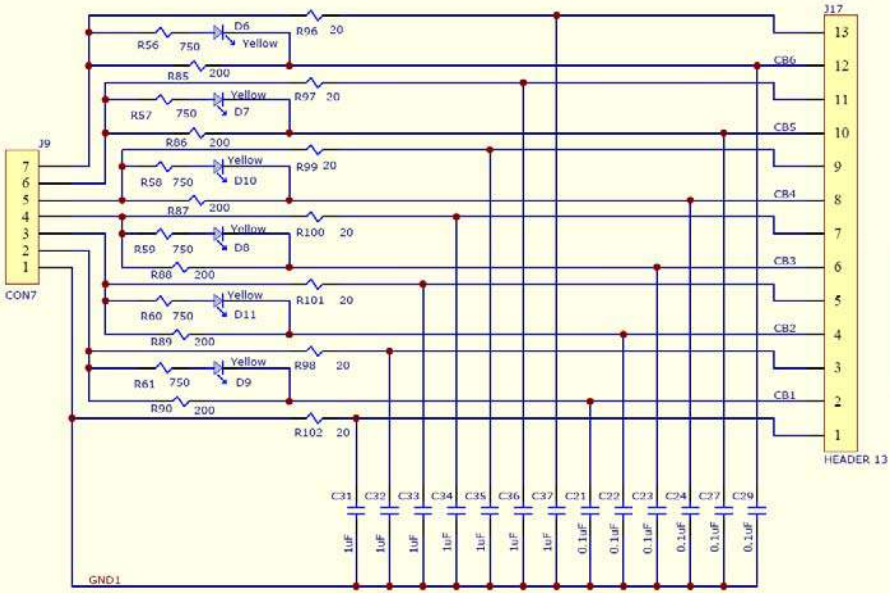 J17
D6
R96 20
13
R56 750 Yellow
CB6 12
R85 200
Yellow R97 20
11
R57 750 D7
CB5 10
R86 200
J9
Yellow R99 20
9
7
R58 750 D10
6
5
CB4 8
R87 200
4
Yellow R100 20
7
3
R59 750 D8
2
1
CB3 6
R88 200
CON7
Yellow R101 20
5
R60 750 D11
CB2 4
R89 200
Yellow R98 20
3
R61 750 D9
CB1 2
R90 200
R102 20
1
HEADER 13
C31 C32 C33 C34 C35 C36 C37 C21 C22 C23 C24 C27 C29
1uF 1uF 1uF 1uF 1uF 1uF 1uF 0.1uF 0.1uF 0.1uF 0.1uF 0.1uF 0.1uF
GND1